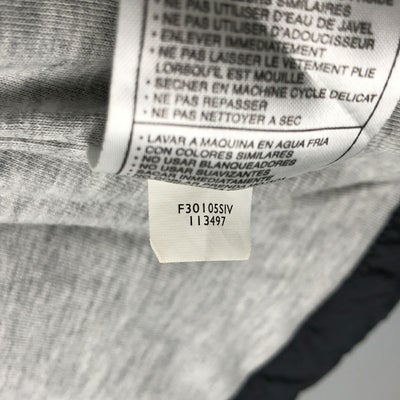 SIMILAIRES
• NE PAS UTILISER D'EAU DE JAVEL
• NE PAS UTILISER D'ADOUCISSEUR
• ENLEVER IMMEDIATEMENT
• NE PAS LAISSER LE VETEMENT PLIE
LORSQU'IL EST MOUILLE
• SECHER EN MACHINE CYCLE DELICAT
• NE PAS REPASSER
• NE PAS NETTOYER A SEC
• LAVAR A MAQUINA EN AGUA FRIA
CON COLORES SIMILARES
• NO USAR BLANQUEADORES
• NO USAR SUAVIZANTES
SACAR INMEDIATAMENTE
F30105SIV
113497